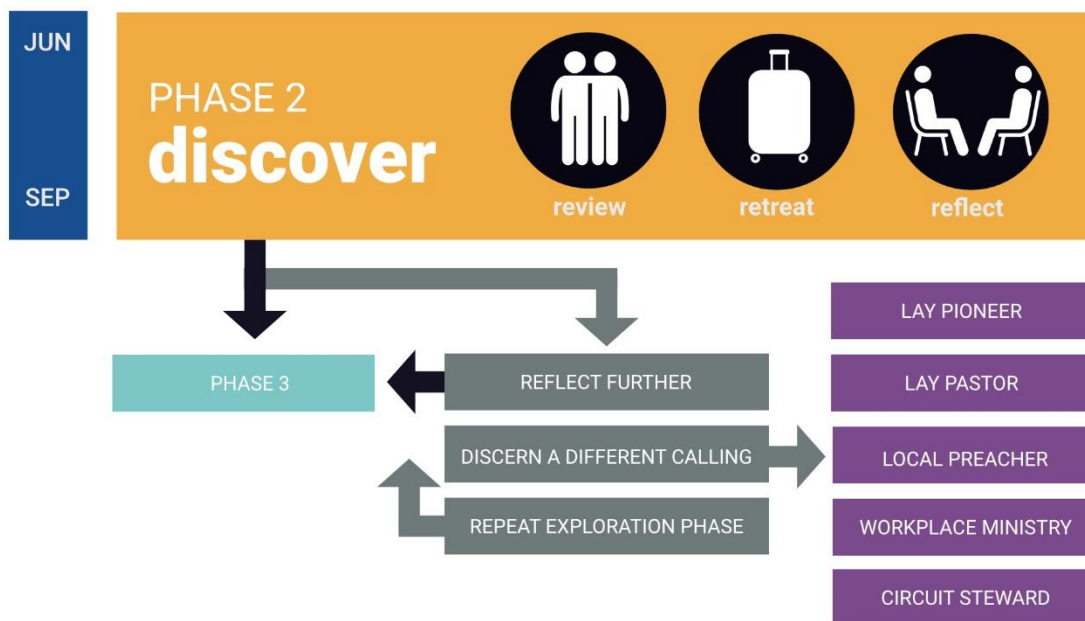 JUN
SEP
PHASE 2
discover
review
retreat
reflect
PHASE 3
REFLECT FURTHER
DISCERN A DIFFERENT CALLING
REPEAT EXPLORATION PHASE
LAY PIONEER
LAY PASTOR
LOCAL PREACHER
WORKPLACE MINISTRY
CIRCUIT STEWARD